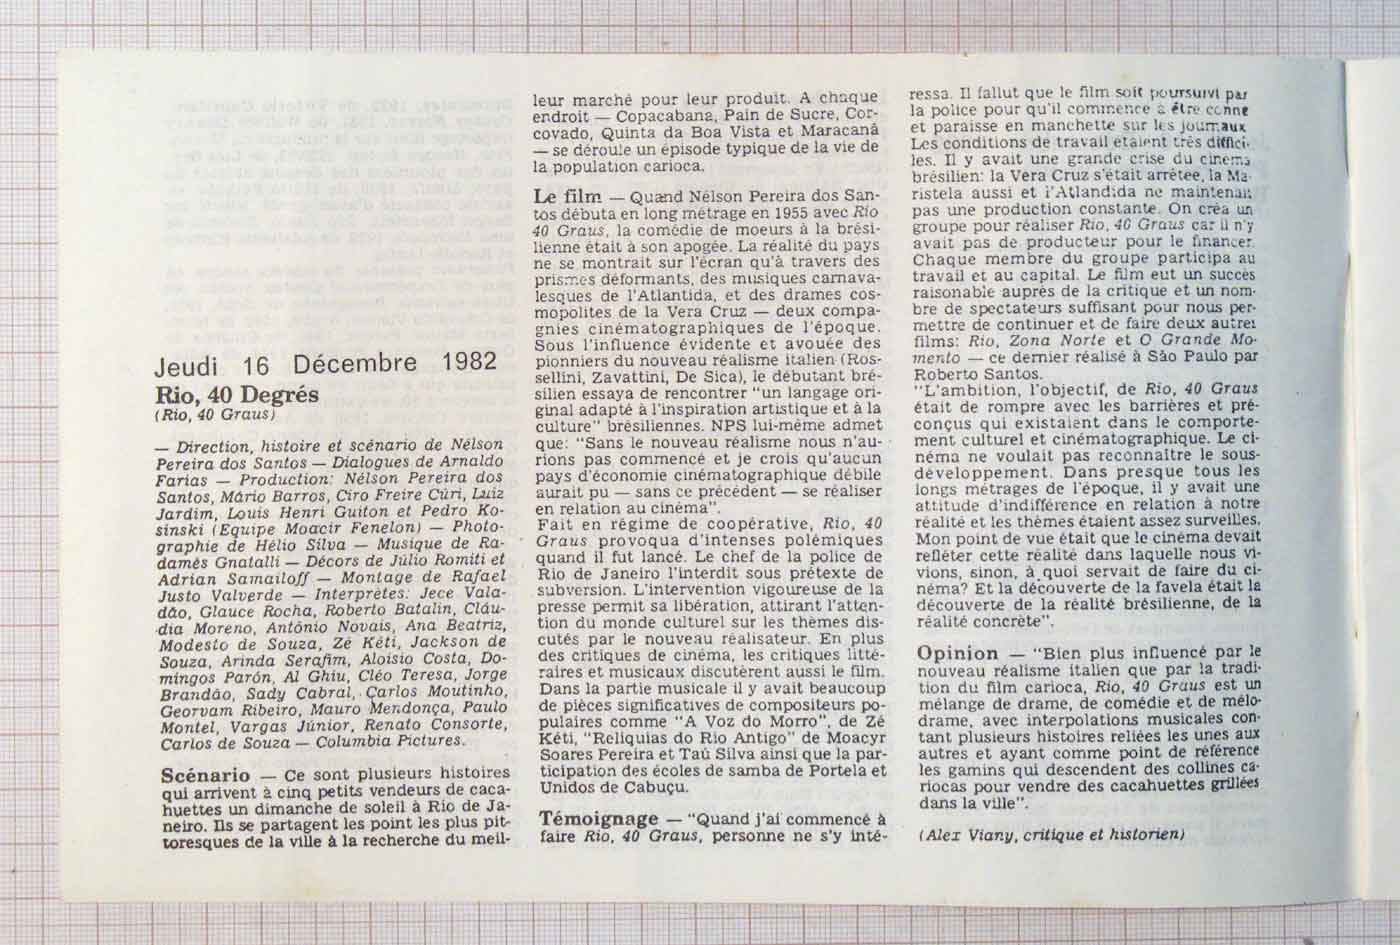 Jeudi 16 Décembre 1982
Rio, 40 Degrés
(Rio, 40 Graus)
— Direction, histoire et scénario de Nélson
Pereira dos Santos — Dialogues de Arnaldo
Farias — Production: Nélson Pereira dos
Santos, Mário Barros, Ciro Freire Cúri, Luiz
Jardim, Louis Henri Guiton et Pedro Ko-
sinski (Equipe Moacir Fenelon) — Photo-
graphie de Hélio Silva — Musique de Ra-
damés Gnatalli — Décors de Júlio Romiti et
Adrian Samailoff — Montage de Rafael
Justo Valverde — Interprètes: Jece Vala-
dão, Glauce Rocha, Roberto Batalin, Cláu-
dia Moreno, Antônio Novais, Ana Beatriz,
Modesto de Souza, Zé Kéti, Jackson de
Souza, Arinda Serafim, Aloisio Costa, Do-
mingos Parón, Al Ghiu, Cléo Teresa, Jorge
Brandão, Sady Cabral, Carlos Moutinho,
Georvam Ribeiro, Mauro Mendonça, Paulo
Montel, Vargas Júnior, Renato Consorte,
Carlos de Souza — Columbia Pictures.
Scénario — Ce sont plusieurs histoires
qui arrivent à cinq petits vendeurs de caca-
huettes un dimanche de soleil à Rio de Ja-
neiro. Ils se partagent les point les plus pit-
toresques de la ville à la recherche du meil-
leur marché pour leur produit. A chaque
endroit — Copacabana, Pain de Sucre, Cor-
covado, Quinta da Boa Vista et Maracanã
— se déroule un épisode typique de la vie de
la population carioca.
Le film — Quand Nélson Pereira dos San-
tos débuta en long métrage en 1955 avec Rio
40 Graus, la comédie de moeurs à la brési-
lienne était à son apogée. La réalité du pays
ne se montrait sur l'écran qu'à travers des
prismes déformants, des musiques carnava-
lesques de l'Atlantida, et des drames cos-
mopolites de la Vera Cruz — deux compa-
gnies cinématographiques de l'époque.
Sous l'influence évidente et avouée des
pionniers du nouveau réalisme italien (Ros-
sellini, Zavattini, De Sica), le débutant bré-
silien essaya de rencontrer "un langage ori-
ginal adapté à l'inspiration artistique et à la
culture" brésiliennes. NPS lui-même admet
que: "Sans le nouveau réalisme nous n'au-
rions pas commencé et je crois qu'aucun
pays d'économie cinématographique débile
aurait pu — sans ce précédent — se réaliser
en relation au cinéma".
Fait en régime de coopérative, Rio, 40
Graus provoqua d'intenses polémiques
quand il fut lancé. Le chef de la police de
Rio de Janeiro l'interdit sous prétexte de
subversion. L'intervention vigoureuse de la
presse permit sa libération, attirant l'atten-
tion du monde culturel sur les thèmes dis-
cutés par le nouveau réalisateur. En plus
des critiques de cinéma, les critiques litté-
raires et musicaux discutèrent aussi le film.
Dans la partie musicale il y avait beaucoup
de pièces significatives de compositeurs po-
pulaires comme "A Voz do Morro", de Zé
Kéti, "Relíquias do Rio Antigo" de Moacyr
Soares Pereira et Taú Silva ainsi que la par-
ticipation des écoles de samba de Portela et
Unidos de Cabuçu.
Témoignage — "Quand j'ai commencé à
faire Rio, 40 Graus, personne ne s'y inté-
ressa. Il fallut que le film soit poursuivi par
la police pour qu'il commence à être conne
et paraisse en manchette sur les journaux
Les conditions de travail étaient très diffici-
les. Il y avait une grande crise du cinema
brésilien: la Vera Cruz s'était arrêtee, la Ma-
ristela aussi et l'Atlandida ne maintenait
pas une production constante. On créa un
groupe pour réaliser Rio, 40 Graus car il n'y
avait pas de producteur pour le financer.
Chaque membre du groupe participa au
travail et au capital. Le film eut un succès
raisonable auprès de la critique et un nom-
bre de spectateurs suffisant pour nous per-
mettre de continuer et de faire deux autres
films: Rio, Zona Norte et O Grande Mo-
mento — ce dernier réalisé à São Paulo par
Roberto Santos.
"L'ambition, l'objectif, de Rio, 40 Graus
était de rompre avec les barrières et pré-
conçus qui existaient dans le comporte-
ment culturel et cinématographique. Le ci-
néma ne voulait pas reconnaître le sous-
développement. Dans presque tous les
longs métrages de l'époque, il y avait une
attitude d'indifférence en relation à notre
réalité et les thèmes étaient assez surveillés.
Mon point de vue était que le cinéma devait
refléter cette réalité dans laquelle nous vi-
vions, sinon, à quoi servait de faire du ci-
néma? Et la découverte de la favela était la
découverte de la réalité brésilienne, de la
réalité concrète".
Opinion — "Bien plus influencé par le
nouveau réalisme italien que par la tradi-
tion du film carioca, Rio, 40 Graus est un
mélange de drame, de comédie et de mélo-
drame, avec interpolations musicales con-
tant plusieurs histoires reliées les unes aux
autres et ayant comme point de référence
les gamins qui descendent des collines ca-
riocas pour vendre des cacahuettes grillées
dans la ville".
(Alex Viany, critique et historien)